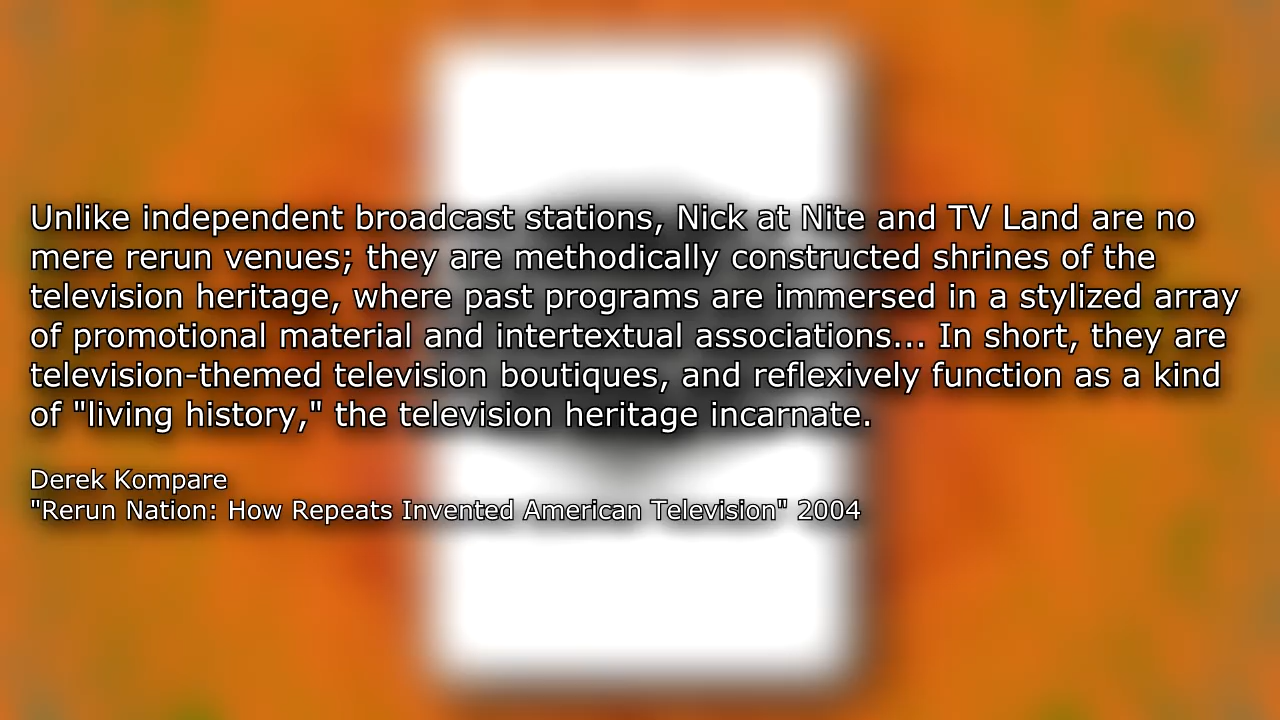 Unlike independent broadcast stations, Nick at Nite and TV Land are no
mere rerun venues; they are methodically constructed shrines of the
television heritage, where past programs are immersed in a stylized array
of promotional material and intertextual associations... In short, they are
television-themed television boutiques, and reflexively function as a kind
of "living history," the television heritage incarnate.
Derek Kompare
"Rerun Nation: How Repeats Invented American Television" 2004